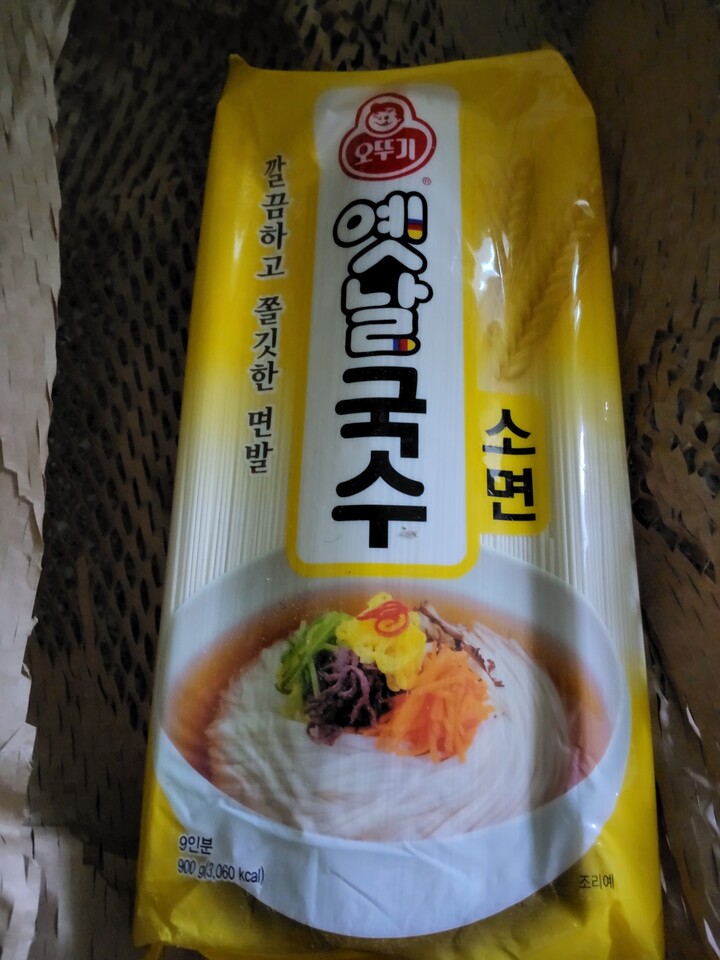 오뚜기
®
옛날
국수
소면
깔끔하고 쫄깃한 면발
9인분
900 g(3,060 kcal)
조리예